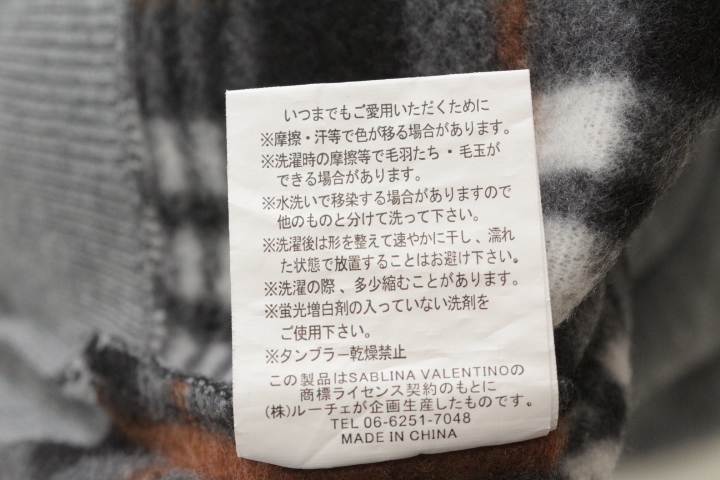 いつまでもご愛用いただくために
※摩擦・汗等で色が移る場合があります。
※洗濯時の摩擦等で毛羽たち・毛玉が
できる場合があります。
※水洗いで移染する場合がありますので
他のものと分けて洗って下さい。
※洗濯後は形を整えて速やかに干し、濡れ
た状態で放置することはお避け下さい。
※洗濯の際、多少縮むことがあります。
※蛍光増白剤の入っていない洗剤を
ご使用下さい。
※タンブラー乾燥禁止
この製品はSABLINA VALENTINOの
商標ライセンス契約のもとに
(株)ルーチェが企画生産したものです。
TEL 06-6251-7048
MADE IN CHINA